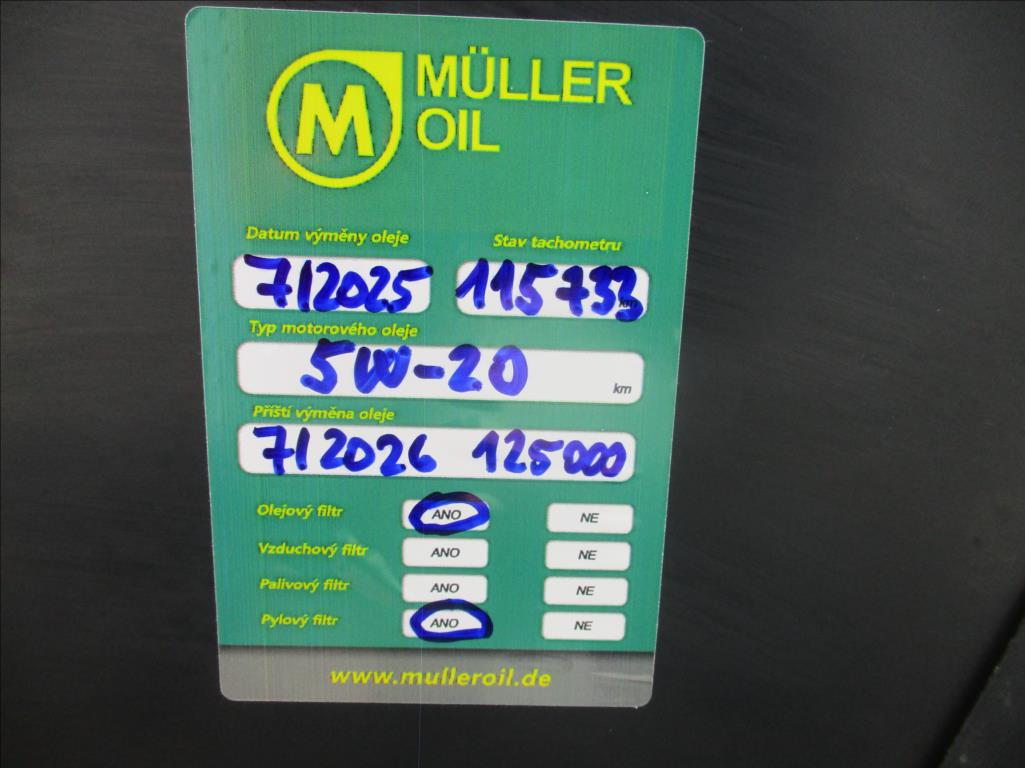 M MÜLLER
OIL
Datum výměny oleje Stav tachometru
7/2025 115733 km
Typ motorového oleje
5W-20 km
Příští výměna oleje
7/2026 125000
Olejový filtr ANO NE
Vzduchový filtr ANO NE
Palivový filtr ANO NE
Pylový filtr ANO NE
www.mulleroil.de